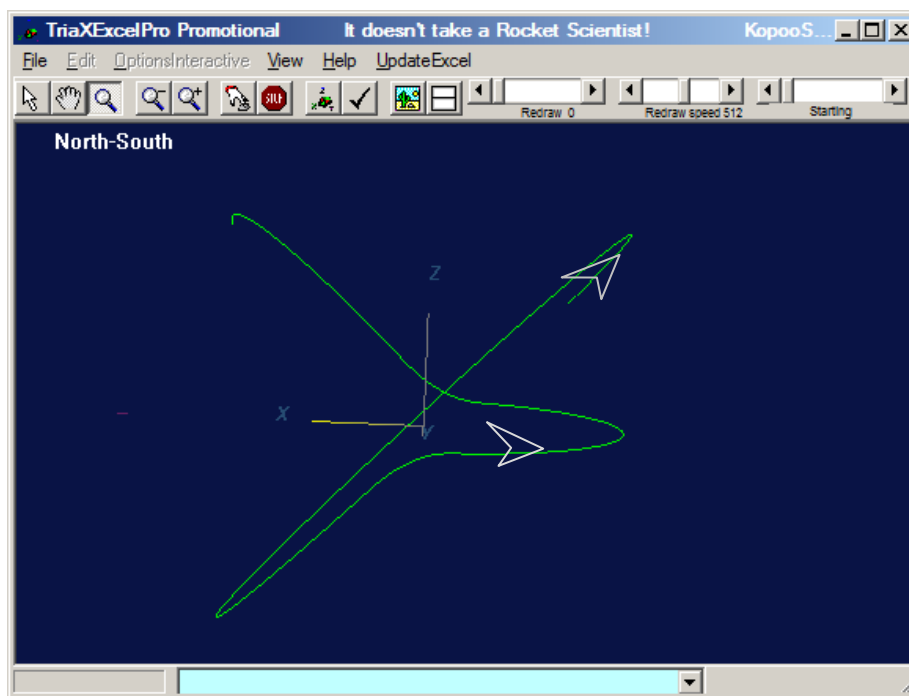 TriaXExcelPro Promotional It doesn't take a Rocket Scientist! KopooS...
File Edit OptionsInteractive View Help UpdateExcel
STOP
Redraw 0 Redraw speed 512 Starting
North-South
Z
X
Y